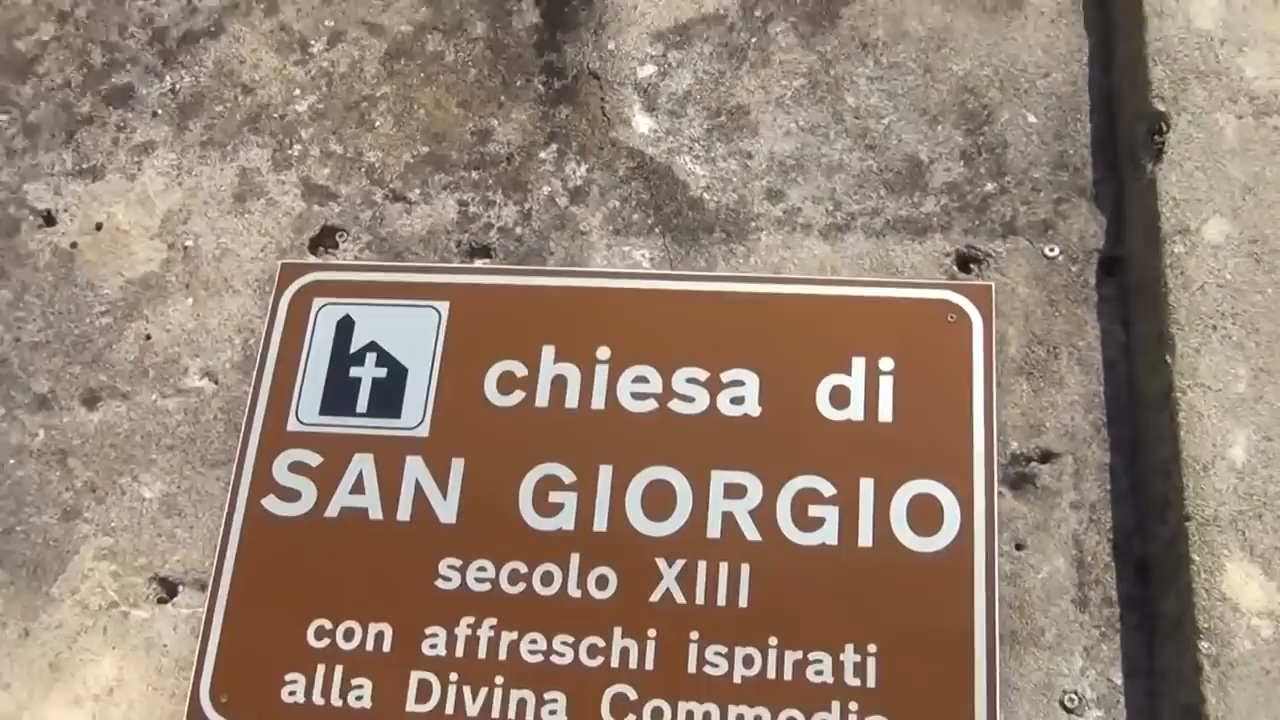 chiesa di
SAN GIORGIO
secolo XIII
con affreschi ispirati
alla Divina Commedia